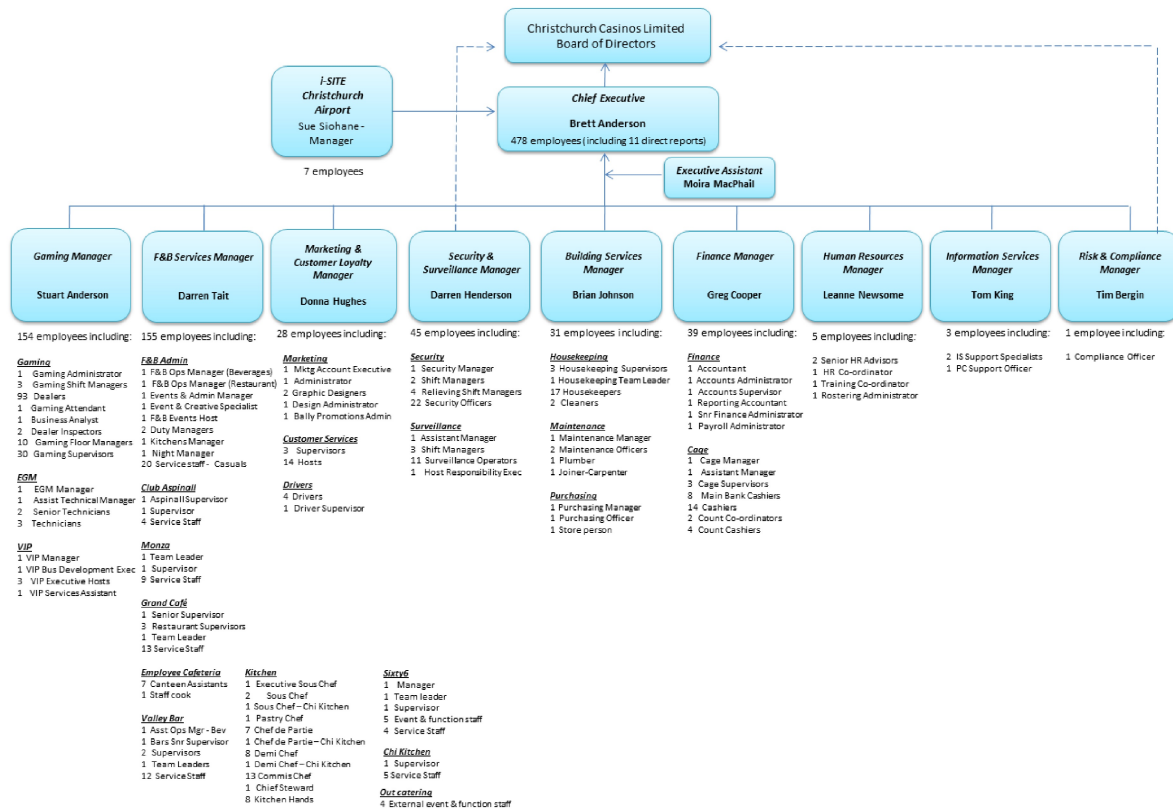 Christchurch Casinos Limited
Board of Directors
i-SITE
Christchurch
Airport
Sue Siohane -
Manager
7 employees
Chief Executive
Brett Anderson
478 employees (including 11 direct reports)
Executive Assistant
Moira MacPhail
Gaming Manager
Stuart Anderson
154 employees including:
Gaming
1 Gaming Administrator
3 Gaming Shift Managers
93 Dealers
1 Gaming Attendant
1 Business Analyst
2 Dealer Inspectors
10 Gaming Floor Managers
30 Gaming Supervisors
EGM
1 EGM Manager
1 Assist Technical Manager
2 Senior Technicians
3 Technicians
VIP
1 VIP Manager
1 VIP Bus Development Exec
3 VIP Executive Hosts
1 VIP Services Assistant
F&B Services Manager
Darren Tait
155 employees including:
F&B Admin
1 F&B Ops Manager (Beverages)
1 F&B Ops Manager (Restaurant)
1 Events & Admin Manager
1 Event & Creative Specialist
1 F&B Events Host
2 Duty Managers
1 Kitchens Manager
1 Night Manager
20 Service staff - Casuals
Club Aspinall
1 Aspinall Supervisor
1 Supervisor
4 Service Staff
Monza
1 Team Leader
1 Supervisor
9 Service Staff
Grand Café
1 Senior Supervisor
3 Restaurant Supervisors
1 Team Leader
13 Service Staff
Employee Cafeteria
7 Canteen Assistants
1 Staff cook
Valley Bar
1 Asst Ops Mgr - Bev
1 Bars Snr Supervisor
2 Supervisors
1 Team Leaders
12 Service Staff
Kitchen
1 Executive Sous Chef
2 Sous Chef
1 Sous Chef – Chi Kitchen
1 Pastry Chef
7 Chef de Partie
1 Chef de Partie – Chi Kitchen
8 Demi Chef
1 Demi Chef – Chi Kitchen
13 Commis Chef
1 Chief Steward
8 Kitchen Hands
Sixty6
1 Manager
1 Team leader
1 Supervisor
5 Event & function staff
4 Service Staff
Chi Kitchen
1 Supervisor
5 Service Staff
Out catering
4 External event & function staff
Marketing &
Customer Loyalty
Manager
Donna Hughes
28 employees including:
Marketing
1 Mktg Account Executive
1 Administrator
2 Graphic Designers
1 Design Administrator
1 Bally Promotions Admin
Customer Services
3 Supervisors
14 Hosts
Drivers
4 Drivers
1 Driver Supervisor
Security &
Surveillance Manager
Darren Henderson
45 employees including:
Security
1 Security Manager
2 Shift Managers
4 Relieving Shift Managers
22 Security Officers
Surveillance
1 Assistant Manager
3 Shift Managers
11 Surveillance Operators
1 Host Responsibility Exec
Building Services
Manager
Brian Johnson
31 employees including:
Housekeeping
3 Housekeeping Supervisors
1 Housekeeping Team Leader
17 Housekeepers
2 Cleaners
Maintenance
1 Maintenance Manager
2 Maintenance Officers
1 Plumber
1 Joiner-Carpenter
Purchasing
1 Purchasing Manager
1 Purchasing Officer
1 Store person
Finance Manager
Greg Cooper
39 employees including:
Finance
1 Accountant
1 Accounts Administrator
1 Accounts Supervisor
1 Reporting Accountant
1 Snr Finance Administrator
1 Payroll Administrator
Cage
1 Cage Manager
1 Assistant Manager
3 Cage Supervisors
8 Main Bank Cashiers
14 Cashiers
2 Count Co-ordinators
4 Count Cashiers
Human Resources
Manager
Leanne Newsome
5 employees including:
2 Senior HR Advisors
1 HR Co-ordinator
1 Training Co-ordinator
1 Rostering Administrator
Information Services
Manager
Tom King
3 employees including:
2 IS Support Specialists
1 PC Support Officer
Risk & Compliance
Manager
Tim Bergin
1 employee including:
1 Compliance Officer